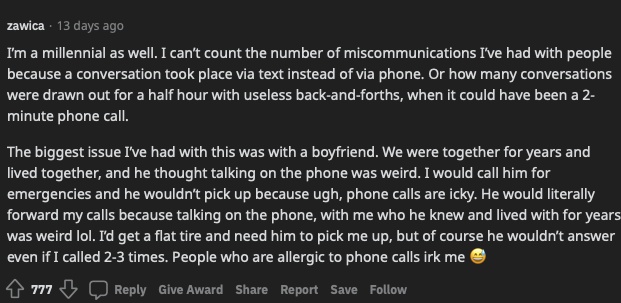 zawica · 13 days ago
I'm a millennial as well. I can't count the number of miscommunications I've had with people
because a conversation took place via text instead of via phone. Or how many conversations
were drawn out for a half hour with useless back-and-forths, when it could have been a 2-
minute phone call.
The biggest issue I've had with this was with a boyfriend. We were together for years and
lived together, and he thought talking on the phone was weird. I would call him for
emergencies and he wouldn't pick up because ugh, phone calls are icky. He would literally
forward my calls because talking on the phone, with me who he knew and lived with for years
was weird lol. I'd get a flat tire and need him to pick me up, but of course he wouldn't answer
even if I called 2-3 times. People who are allergic to phone calls irk me 😅
777 Reply Give Award Share Report Save Follow